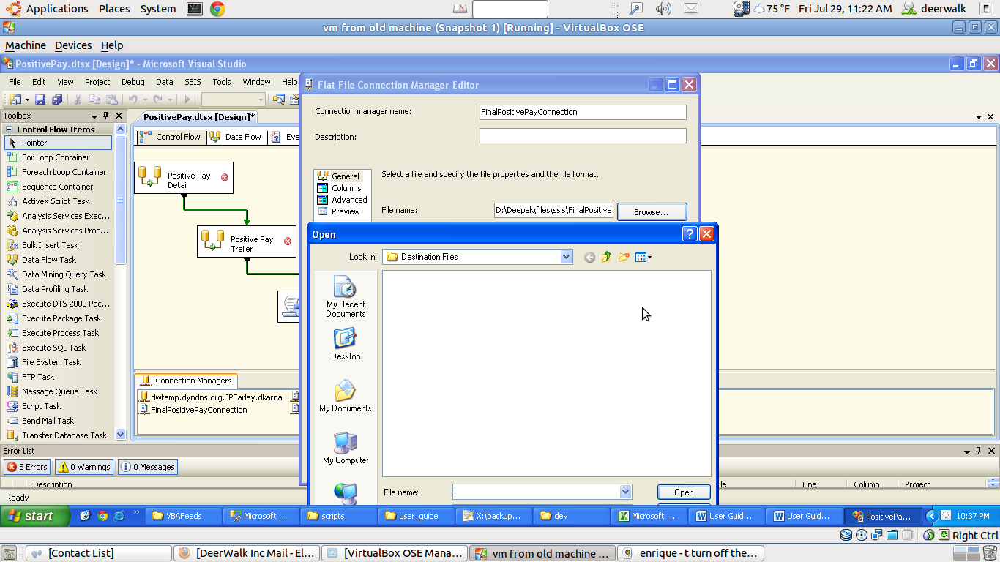 Applications Places System 75 °F Fri Jul 29, 11:22 AM deerwalk
vm from old machine (Snapshot 1) [Running] - VirtualBox OSE
Machine Devices Help
PositivePay.dtsx [Design]* - Microsoft Visual Studio
File Edit View Project Debug Data SSIS Tools Window Help
Flat File Connection Manager Editor
Toolbox
PositivePay.dtsx [Design]*
Connection manager name: FinalPositivePayConnection
Control Flow Items
Control Flow Data Flow Eve
Description:
Pointer
For Loop Container
Foreach Loop Container
Sequence Container
ActiveX Script Task
Analysis Services Exec...
Analysis Services Proc...
Bulk Insert Task
Data Flow Task
Data Mining Query Task
Data Profiling Task
Execute DTS 2000 Pac...
Execute Package Task
Execute Process Task
Execute SQL Task
File System Task
FTP Task
Message Queue Task
Script Task
Send Mail Task
Transfer Database Task
Positive Pay
Detail
Positive Pay
Trailer
General
Columns
Advanced
Preview
Select a file and specify the file properties and the file format.
File name: D:\Deepak\files\ssis\FinalPositive Browse...
Open
Look in: Destination Files
My Recent
Documents
Desktop
My Documents
My Computer
File name: Open
Connection Managers
dwtemp.dyndns.org.JPFarley.dkarna
FinalPositivePayConnection
Error List
5 Errors 0 Warnings 0 Messages
Description ile Line Column Project
Ready
start VBAFeeds Microsoft ... scripts user_guide X:\backup... dev Microsoft ... User Guid... User Guid... PositivePa... 10:37 PM
Right Ctrl
[Contact List] [DeerWalk Inc Mail - El... [VirtualBox OSE Mana... vm from old machine ... enrique - t turn off the...